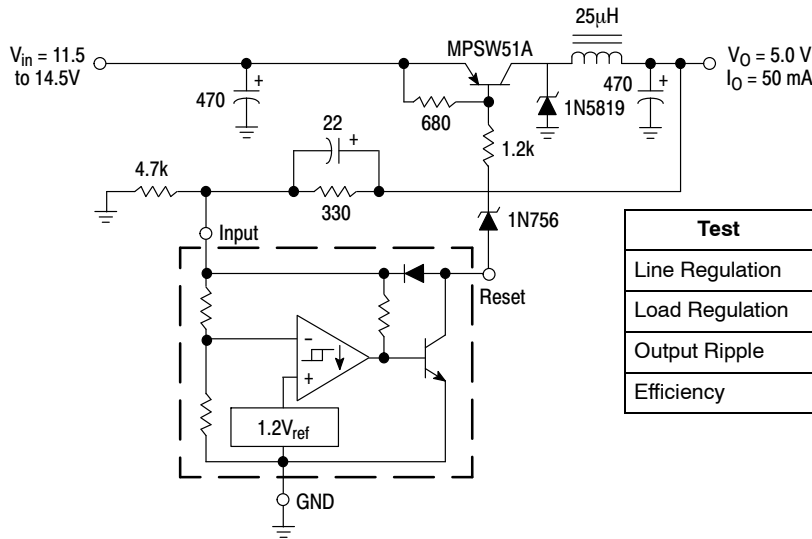 25μH
MPSW51A
Vin = 11.5
to 14.5V
VO = 5.0 V
IO = 50 mA
470
680
1N5819
470
22
1.2k
4.7k
330
1N756
Input
Reset
1.2Vref
GND
Test
Line Regulation
Load Regulation
Output Ripple
Efficiency